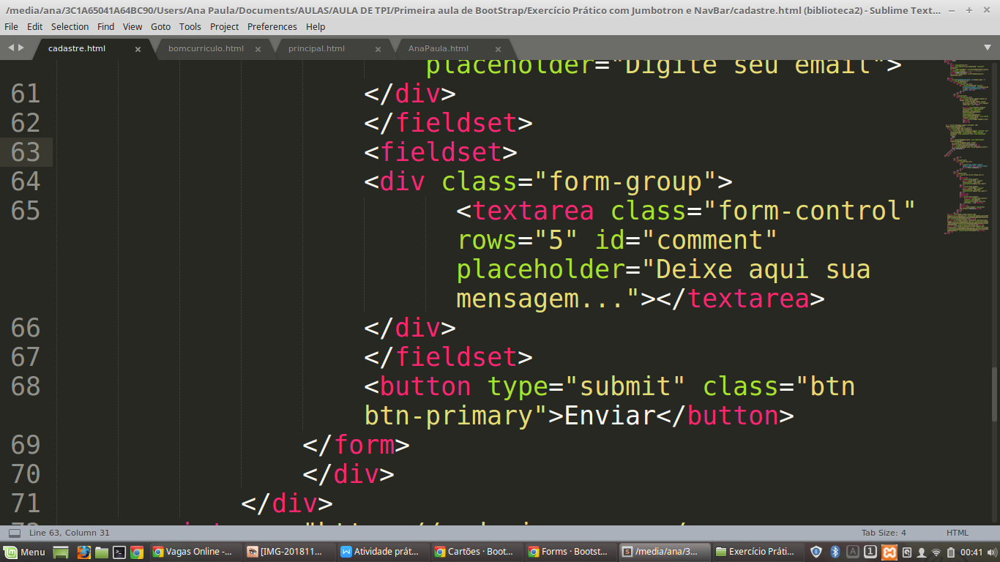 /media/ana/3C1A65041A64BC90/Users/Ana Paula/Documents/AULAS/AULA DE TPI/Primeira aula de BootStrap/Exercício Prático com Jumbotron e NavBar/cadastre.html (biblioteca2) - Sublime Text...
File Edit Selection Find View Goto Tools Project Preferences Help
cadastre.html bomcurriculo.html principal.html AnaPaula.html
placeholder="Digite seu email">
61 </div>
62 </fieldset>
63 <fieldset>
64 <div class="form-group">
65 <textarea class="form-control"
rows="5" id="comment"
placeholder="Deixe aqui sua
mensagem..."></textarea>
66 </div>
67 </fieldset>
68 <button type="submit" class="btn
btn-primary">Enviar</button>
69 </form>
70 </div>
71 </div>
Line 63, Column 31 Tab Size: 4 HTML
Menu Vagas Online -... [[IMG-201811... Atividade prát... Cartões · Boot... Forms · Bootst... /media/ana/3... Exercício Práti... A 1 00:41